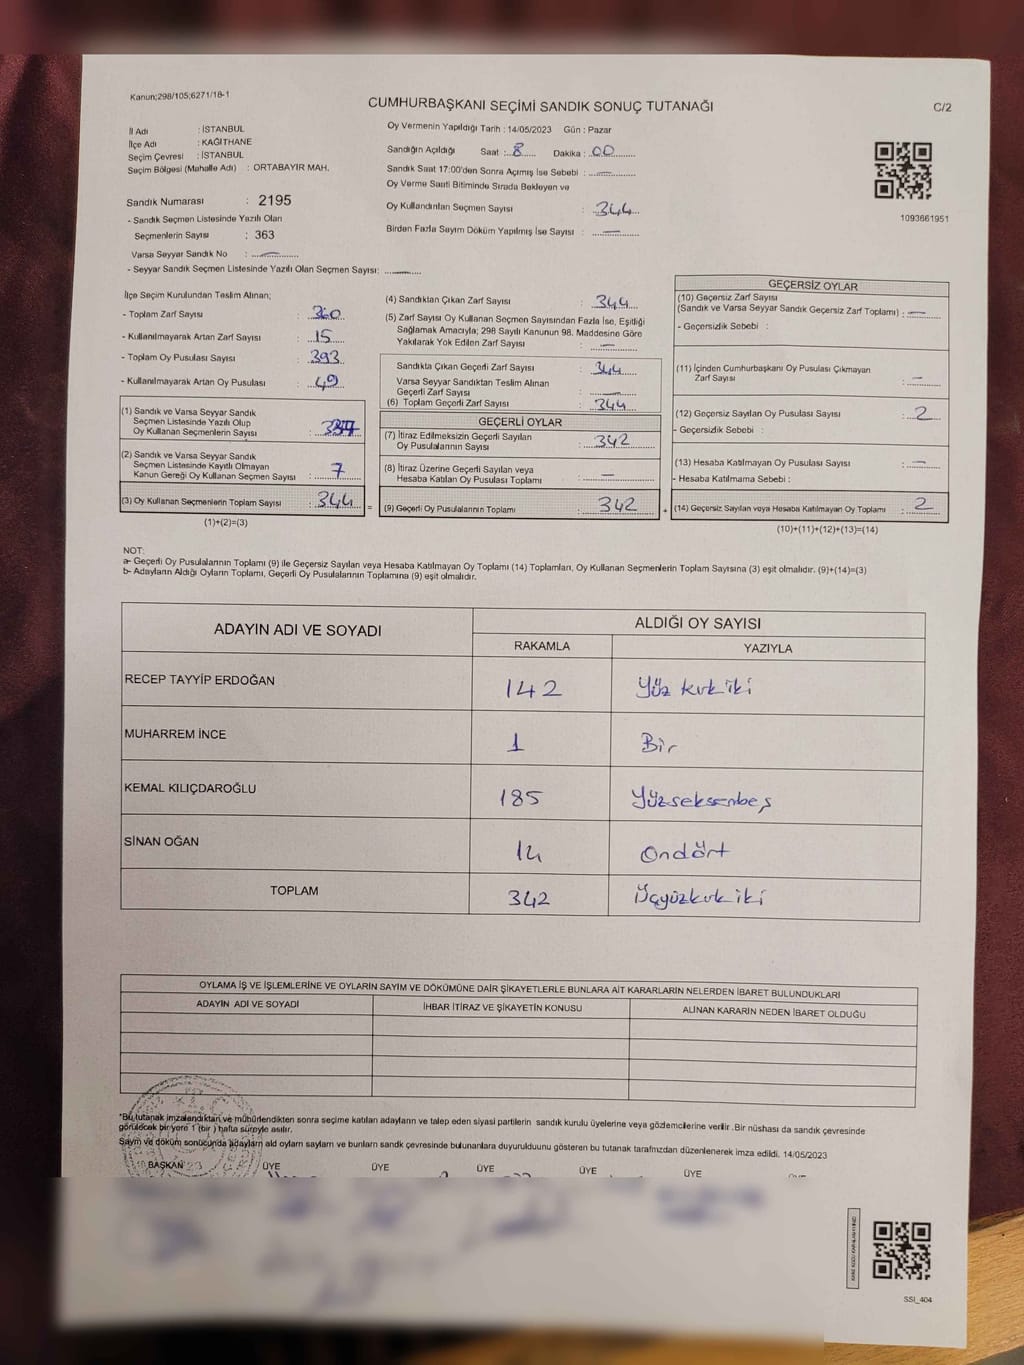 Kanun;298/105;6271/18-1
CUMHURBAŞKANI SEÇİMİ SANDIK SONUÇ TUTANAĞI
C/2
İl Adı : İSTANBUL
İlçe Adı : KAĞITHANE
Seçim Çevresi : İSTANBUL
Seçim Bölgesi (Mahalle Adı) : ORTABAYIR MAH.
Sandık Numarası : 2195
- Sandık Seçmen Listesinde Yazılı Olan
Seçmenlerin Sayısı : 363
Varsa Seyyar Sandık No :
- Seyyar Sandık Seçmen Listesinde Yazılı Olan Seçmen Sayısı:
Oy Vermenin Yapıldığı Tarih : 14/05/2023 Gün : Pazar
Sandığın Açıldığı Saat : 8 Dakika : 00
Sandık Saat 17:00'den Sonra Açımış İse Sebebi :
Oy Verme Saati Bitiminde Sırada Bekleyen ve
Oy Kullandırılan Seçmen Sayısı : 344
Birden Fazla Sayım Döküm Yapılmış İse Sayısı :
1093661951
İlçe Seçim Kurulundan Teslim Alınan;
- Toplam Zarf Sayısı : 360
- Kullanılmayarak Artan Zarf Sayısı : 15
- Toplam Oy Pusulası Sayısı : 393
- Kullanılmayarak Artan Oy Pusulası : 49
(1) Sandık ve Varsa Seyyar Sandık
Seçmen Listesinde Yazılı Olup
Oy Kullanan Seçmenlerin Sayısı : 337
(2) Sandık ve Varsa Seyyar Sandık
Seçmen Listesinde Kayıtlı Olmayan
Kanun Gereği Oy Kullanan Seçmen Sayısı : 7
(3) Oy Kullanan Seçmenlerin Toplam Sayısı : 344
(1)+(2)=(3)
=
(4) Sandıktan Çıkan Zarf Sayısı : 344
(5) Zarf Sayısı Oy Kullanan Seçmen Sayısından Fazla İse, Eşitliği
Sağlamak Amacıyla; 298 Sayılı Kanunun 98. Maddesine Göre
Yakılarak Yok Edilen Zarf Sayısı :
Sandıkta Çıkan Geçerli Zarf Sayısı : 344
Varsa Seyyar Sandıktan Teslim Alınan
Geçerli Zarf Sayısı :
(6) Toplam Geçerli Zarf Sayısı : 344
GEÇERLİ OYLAR
(7) İtiraz Edilmeksizin Geçerli Sayılan
Oy Pusulalarının Sayısı : 342
(8) İtiraz Üzerine Geçerli Sayılan veya
Hesaba Katılan Oy Pusulası Toplamı :
(9) Geçerli Oy Pusulalarının Toplamı : 342
+
GEÇERSİZ OYLAR
(10) Geçersiz Zarf Sayısı
(Sandık ve Varsa Seyyar Sandık Geçersiz Zarf Toplamı) :
- Geçersizlik Sebebi :
(11) İçinden Cumhurbaşkanı Oy Pusulası Çıkmayan
Zarf Sayısı :
(12) Geçersiz Sayılan Oy Pusulası Sayısı : 2
- Geçersizlik Sebebi :
(13) Hesaba Katılmayan Oy Pusulası Sayısı :
- Hesaba Katılmama Sebebi :
(14) Geçersiz Sayılan veya Hesaba Katılmayan Oy Toplamı : 2
(10)+(11)+(12)+(13)=(14)
NOT:
a- Geçerli Oy Pusulalarının Toplamı (9) ile Geçersiz Sayılan veya Hesaba Katılmayan Oy Toplamı (14) Toplamları, Oy Kullanan Seçmenlerin Toplam Sayısına (3) eşit olmalıdır. (9)+(14)=(3)
b- Adayların Aldığı Oyların Toplamı, Geçerli Oy Pusulalarının Toplamına (9) eşit olmalıdır.
ADAYIN ADI VE SOYADI
ALDIĞI OY SAYISI
RAKAMLA YAZIYLA
RECEP TAYYİP ERDOĞAN 142 Yüz kırk iki
MUHARREM İNCE 1 Bir
KEMAL KILIÇDAROĞLU 185 Yüzseksenbeş
SİNAN OĞAN 14 Ondört
TOPLAM 342 Üçyüzkırk iki
OYLAMA İŞ VE İŞLEMLERİNE VE OYLARIN SAYIM VE DÖKÜMÜNE DAİR ŞİKAYETLERLE BUNLARA AİT KARARLARIN NELERDEN İBARET BULUNDUKLARI
ADAYIN ADI VE SOYADI İHBAR İTİRAZ VE ŞİKAYETİN KONUSU ALINAN KARARIN NEDEN İBARET OLDUĞU
*Bu tutanak imzalandıktan ve mühürlendikten sonra seçime katılan adayların ve talep eden siyasi partilerin sandık kurulu üyelerine veya gözlemcilerine verilir .Bir nüshası da sandık çevresinde
görülecek bir yere 1 (bir ) hafta süreyle asılır.
Sayım ve döküm sonucunda adayların ald oyların sayların ve bunların sandk çevresinde bulunanlara duyurulduunu gösteren bu tutanak tarafmzdan düzenlenerek imza edildi. 14/05/2023
BAŞKAN ÜYE ÜYE ÜYE ÜYE ÜYE
SSI_404